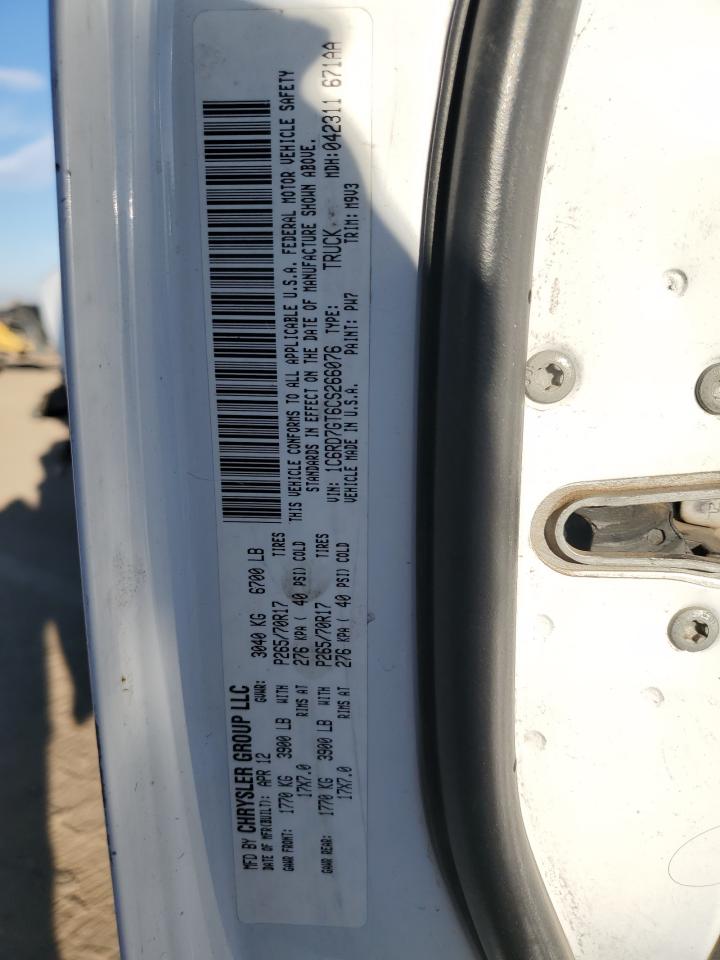 MFD BY CHRYSLER GROUP LLC
DATE OF MFR(BUILT): APR 12 GVWR: 3040 KG 6700 LB
GAWR FRONT: 1770 KG 3900 LB WITH P265/70R17 TIRES
17X7.0 RIMS AT 276 KPA ( 40 PSI) COLD
GAWR REAR: 1770 KG 3900 LB WITH P265/70R17 TIRES
17X7.0 RIMS AT 276 KPA ( 40 PSI) COLD
THIS VEHICLE CONFORMS TO ALL APPLICABLE U.S.A. FEDERAL MOTOR VEHICLE SAFETY
STANDARDS IN EFFECT ON THE DATE OF MANUFACTURE SHOWN ABOVE.
VIN: 1C6RD7GT6CS266076 TYPE: TRUCK MDH:042311 671AA
VEHICLE MADE IN U.S.A. PAINT: PW7 TRIM: M9V3